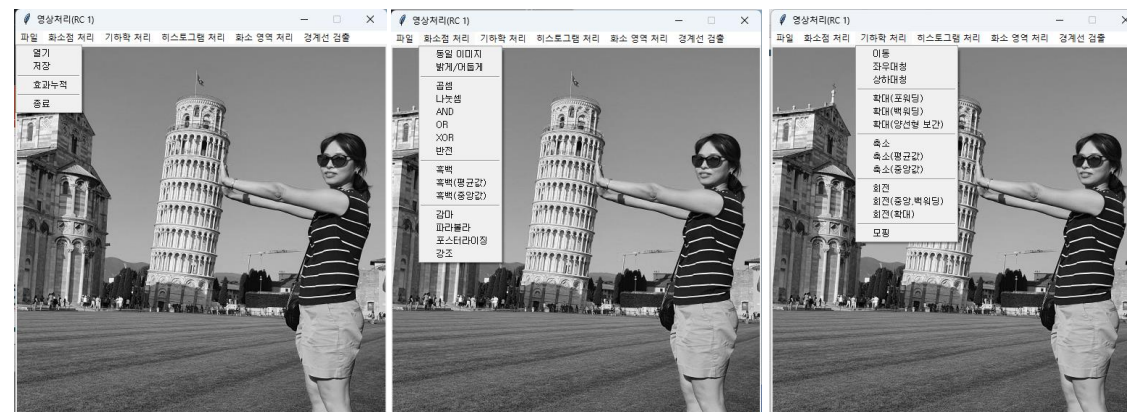 영상처리(RC 1)
파일 화소점 처리 기하학 처리 히스토그램 처리 화소 영역 처리 경계선 검출
열기
저장
효과누적
종료
영상처리(RC 1)
파일 화소점 처리 기하학 처리 히스토그램 처리 화소 영역 처리 경계선 검출
동일 이미지
밝게/어둡게
곱셈
나눗셈
AND
OR
XOR
반전
흑백
흑백(평균값)
흑백(중앙값)
감마
파라볼라
포스터라이징
강조
영상처리(RC 1)
파일 화소점 처리 기하학 처리 히스토그램 처리 화소 영역 처리 경계선 검출
이동
좌우대칭
상하대칭
확대(포워딩)
확대(백워딩)
확대(양선형 보간)
축소
축소(평균값)
축소(중앙값)
회전
회전(중앙,백워딩)
회전(확대)
모핑